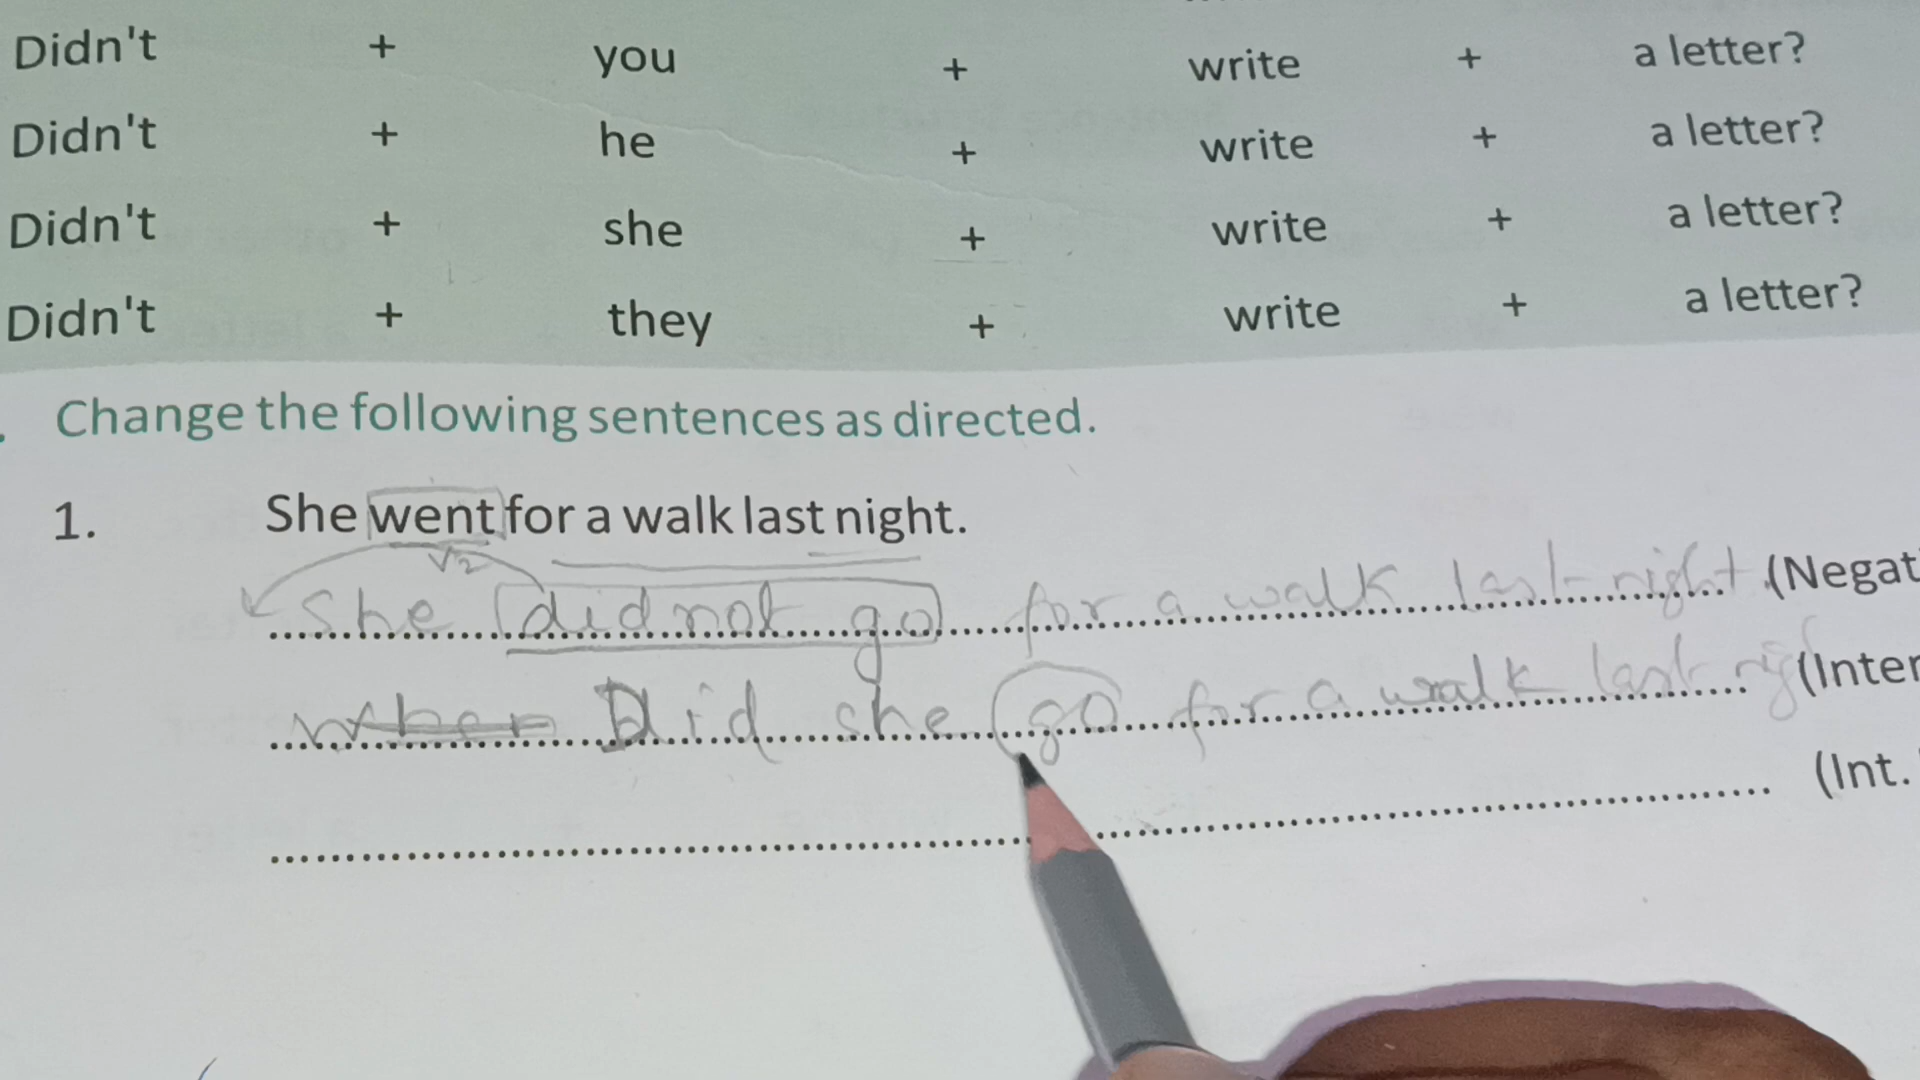 Didn't + you + write + a letter?
Didn't + he + write + a letter?
Didn't + she + write + a letter?
Didn't + they + write + a letter?
Change the following sentences as directed.
1. She went for a walk last night.
V2
She did not go for a walk last night (Negat
Did she go for a walk last nig (Inter
(Int.